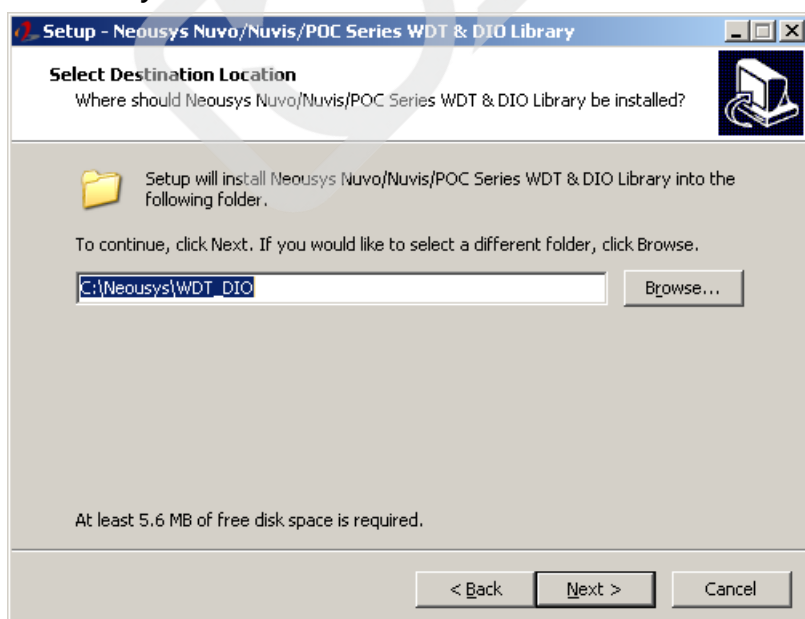 Setup - Neousys Nuvo/Nuvis/POC Series WDT & DIO Library
Select Destination Location
Where should Neousys Nuvo/Nuvis/POC Series WDT & DIO Library be installed?
Setup will install Neousys Nuvo/Nuvis/POC Series WDT & DIO Library into the
following folder.
To continue, click Next. If you would like to select a different folder, click Browse.
C:\Neousys\WDT_DIO
Browse...
At least 5.6 MB of free disk space is required.
< Back
Next >
Cancel